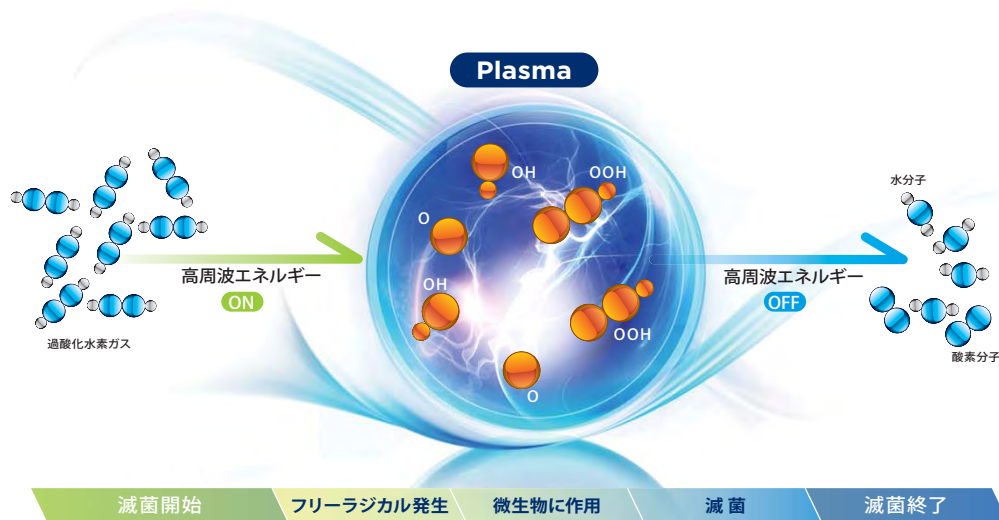 Plasma
OH
OOH
O
OH
OOH
O
高周波エネルギー
ON
過酸化水素ガス
高周波エネルギー
OFF
水分子
酸素分子
滅菌開始
フリーラジカル発生
微生物に作用
滅菌
滅菌終了